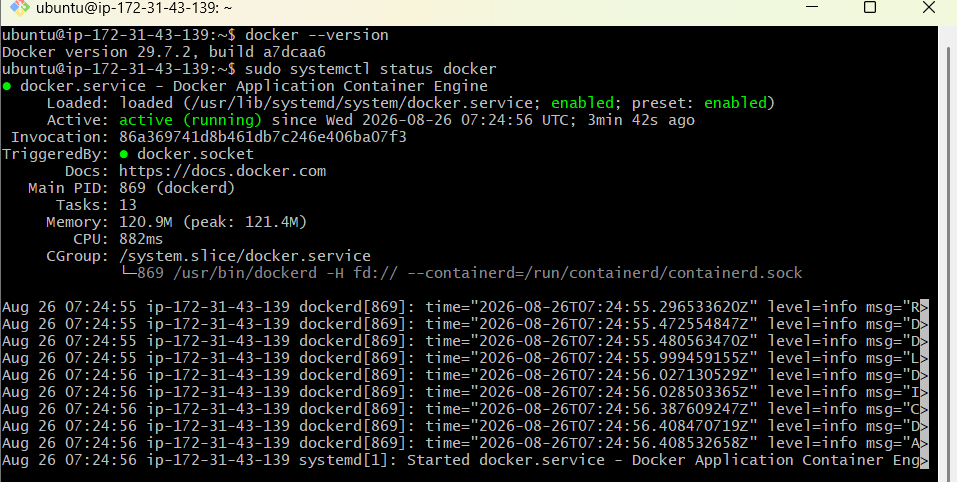 ubuntu@ip-172-31-43-139: ~
ubuntu@ip-172-31-43-139:~$ docker --version
Docker version 29.7.2, build a7dcaa6
ubuntu@ip-172-31-43-139:~$ sudo systemctl status docker
● docker.service - Docker Application Container Engine
     Loaded: loaded (/usr/lib/systemd/system/docker.service; enabled; preset: enabled)
     Active: active (running) since Wed 2026-08-26 07:24:56 UTC; 3min 42s ago
 Invocation: 86a369741d8b461db7c246e406ba07f3
TriggeredBy: ● docker.socket
       Docs: https://docs.docker.com
   Main PID: 869 (dockerd)
      Tasks: 13
     Memory: 120.9M (peak: 121.4M)
        CPU: 882ms
     CGroup: /system.slice/docker.service
             └─869 /usr/bin/dockerd -H fd:// --containerd=/run/containerd/containerd.sock
Aug 26 07:24:55 ip-172-31-43-139 dockerd[869]: time="2026-08-26T07:24:55.296533620Z" level=info msg="R>
Aug 26 07:24:55 ip-172-31-43-139 dockerd[869]: time="2026-08-26T07:24:55.472554847Z" level=info msg="D>
Aug 26 07:24:55 ip-172-31-43-139 dockerd[869]: time="2026-08-26T07:24:55.480563470Z" level=info msg="D>
Aug 26 07:24:55 ip-172-31-43-139 dockerd[869]: time="2026-08-26T07:24:55.999459155Z" level=info msg="L>
Aug 26 07:24:56 ip-172-31-43-139 dockerd[869]: time="2026-08-26T07:24:56.027130529Z" level=info msg="D>
Aug 26 07:24:56 ip-172-31-43-139 dockerd[869]: time="2026-08-26T07:24:56.028503365Z" level=info msg="I>
Aug 26 07:24:56 ip-172-31-43-139 dockerd[869]: time="2026-08-26T07:24:56.387609247Z" level=info msg="C>
Aug 26 07:24:56 ip-172-31-43-139 dockerd[869]: time="2026-08-26T07:24:56.408470719Z" level=info msg="D>
Aug 26 07:24:56 ip-172-31-43-139 dockerd[869]: time="2026-08-26T07:24:56.408532658Z" level=info msg="A>
Aug 26 07:24:56 ip-172-31-43-139 systemd[1]: Started docker.service - Docker Application Container Eng>